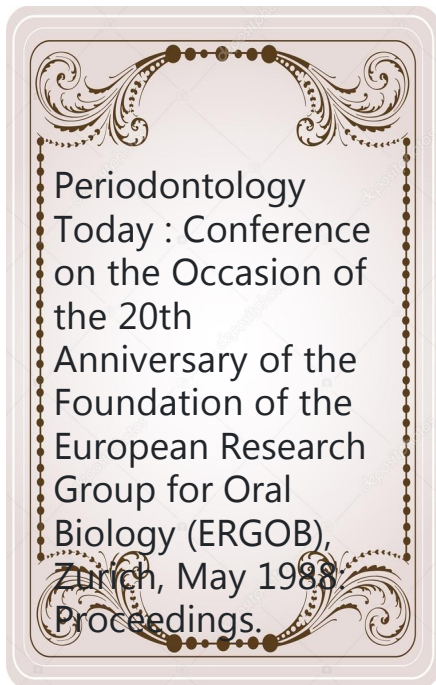 Periodontology
Today : Conference
on the Occasion of
the 20th
Anniversary of the
Foundation of the
European Research
Group for Oral
Biology (ERGOB),
Zurich, May 1988:
Proceedings.